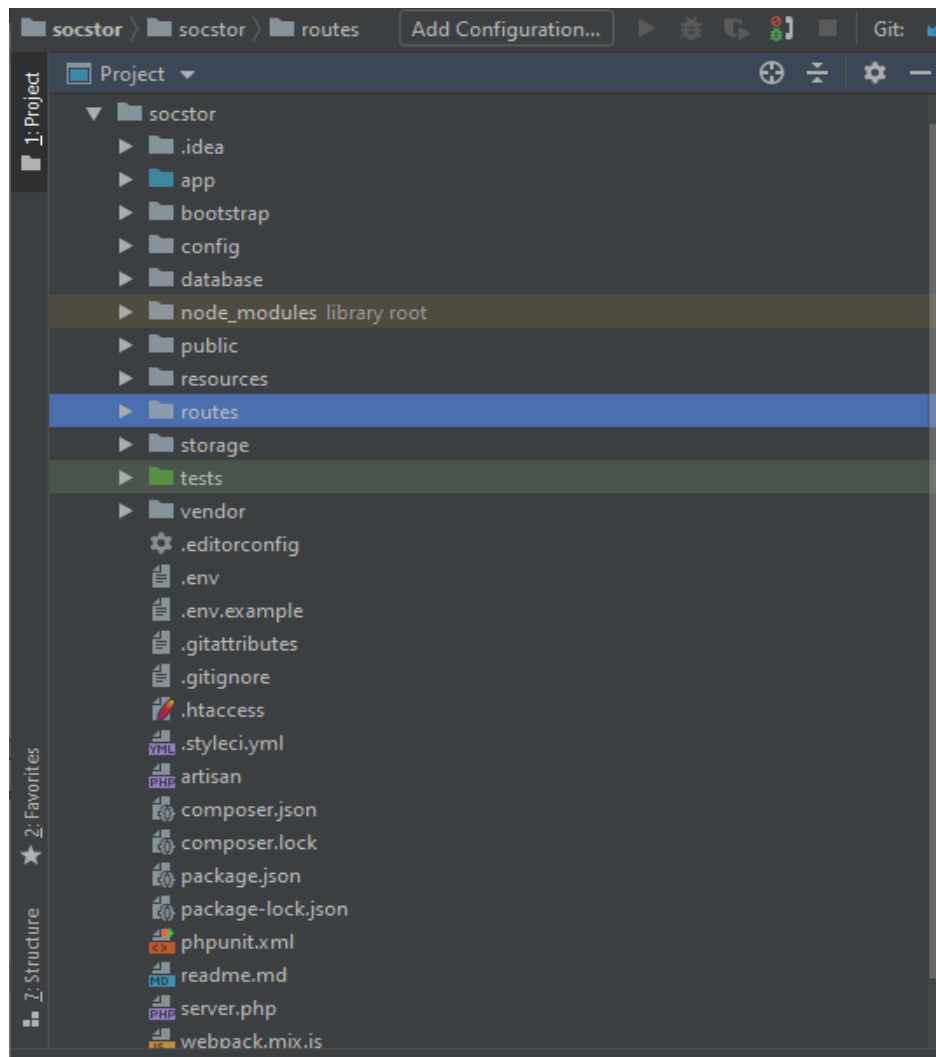 socstor socstor routes Add Configuration... Git:
Project
1: Project
socstor
.idea
app
bootstrap
config
database
node_modules library root
public
resources
routes
storage
tests
vendor
.editorconfig
.env
.env.example
.gitattributes
.gitignore
.htaccess
.styleci.yml
artisan
composer.json
composer.lock
package.json
package-lock.json
phpunit.xml
readme.md
server.php
webpack.mix.js
2: Favorites
7: Structure